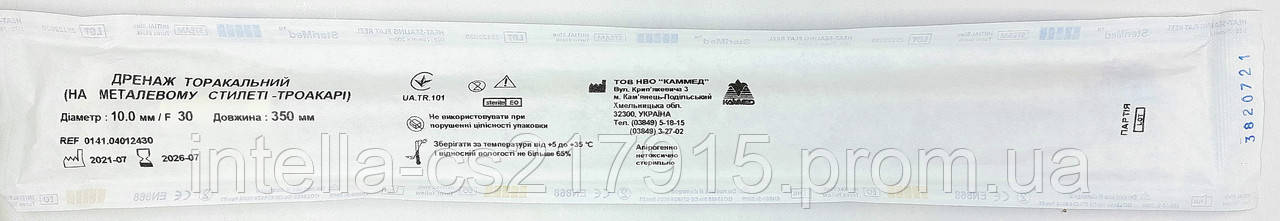 ДРЕНАЖ ТОРАКАЛЬНИЙ
(НА МЕТАЛЕВОМУ СТИЛЕТІ -ТРОАКАРІ)
Діаметр : 10.0 мм / F 30 Довжина : 350 мм
REF 0141.04012430
2021-07 2026-07
UA.TR.101
sterile EO
Не використовувати при
порушенні цілісності упаковки
Зберігати за температури від +5 до +35 °C
і відносній вологості не більше 65%
ТОВ НВО "КАММЕД"
Вул. Крип'якевича 3
м. Кам'янець-Подільський
Хмельницька обл.
32300, УКРАЇНА
Тел. (03849) 5-18-15
(03849) 3-27-02
Апірогенно
нетоксично
стерильно
КАММЕД
ПАРТІЯ
LOT
3820721
intella-cs217915.prom.ua